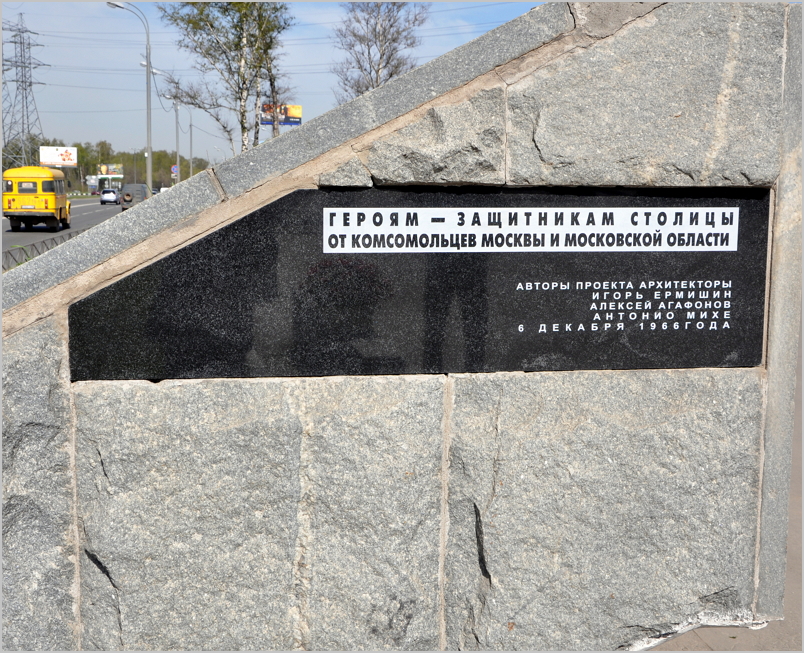 ГЕРОЯМ – ЗАЩИТНИКАМ СТОЛИЦЫ
ОТ КОМСОМОЛЬЦЕВ МОСКВЫ И МОСКОВСКОЙ ОБЛАСТИ
АВТОРЫ ПРОЕКТА АРХИТЕКТОРЫ
ИГОРЬ ЕРМИШИН
АЛЕКСЕЙ АГАФОНОВ
АНТОНИО МИХЕ
6 ДЕКАБРЯ 1966ГОДА